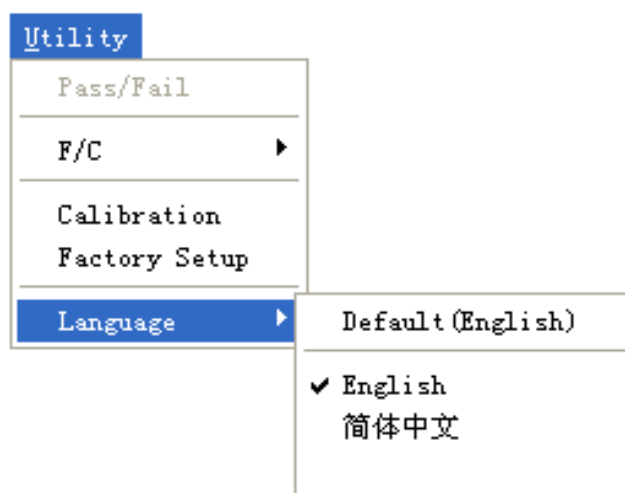 Utility
Pass/Fail
F/C
Calibration
Factory Setup
Language
Default(English)
English
简体中文